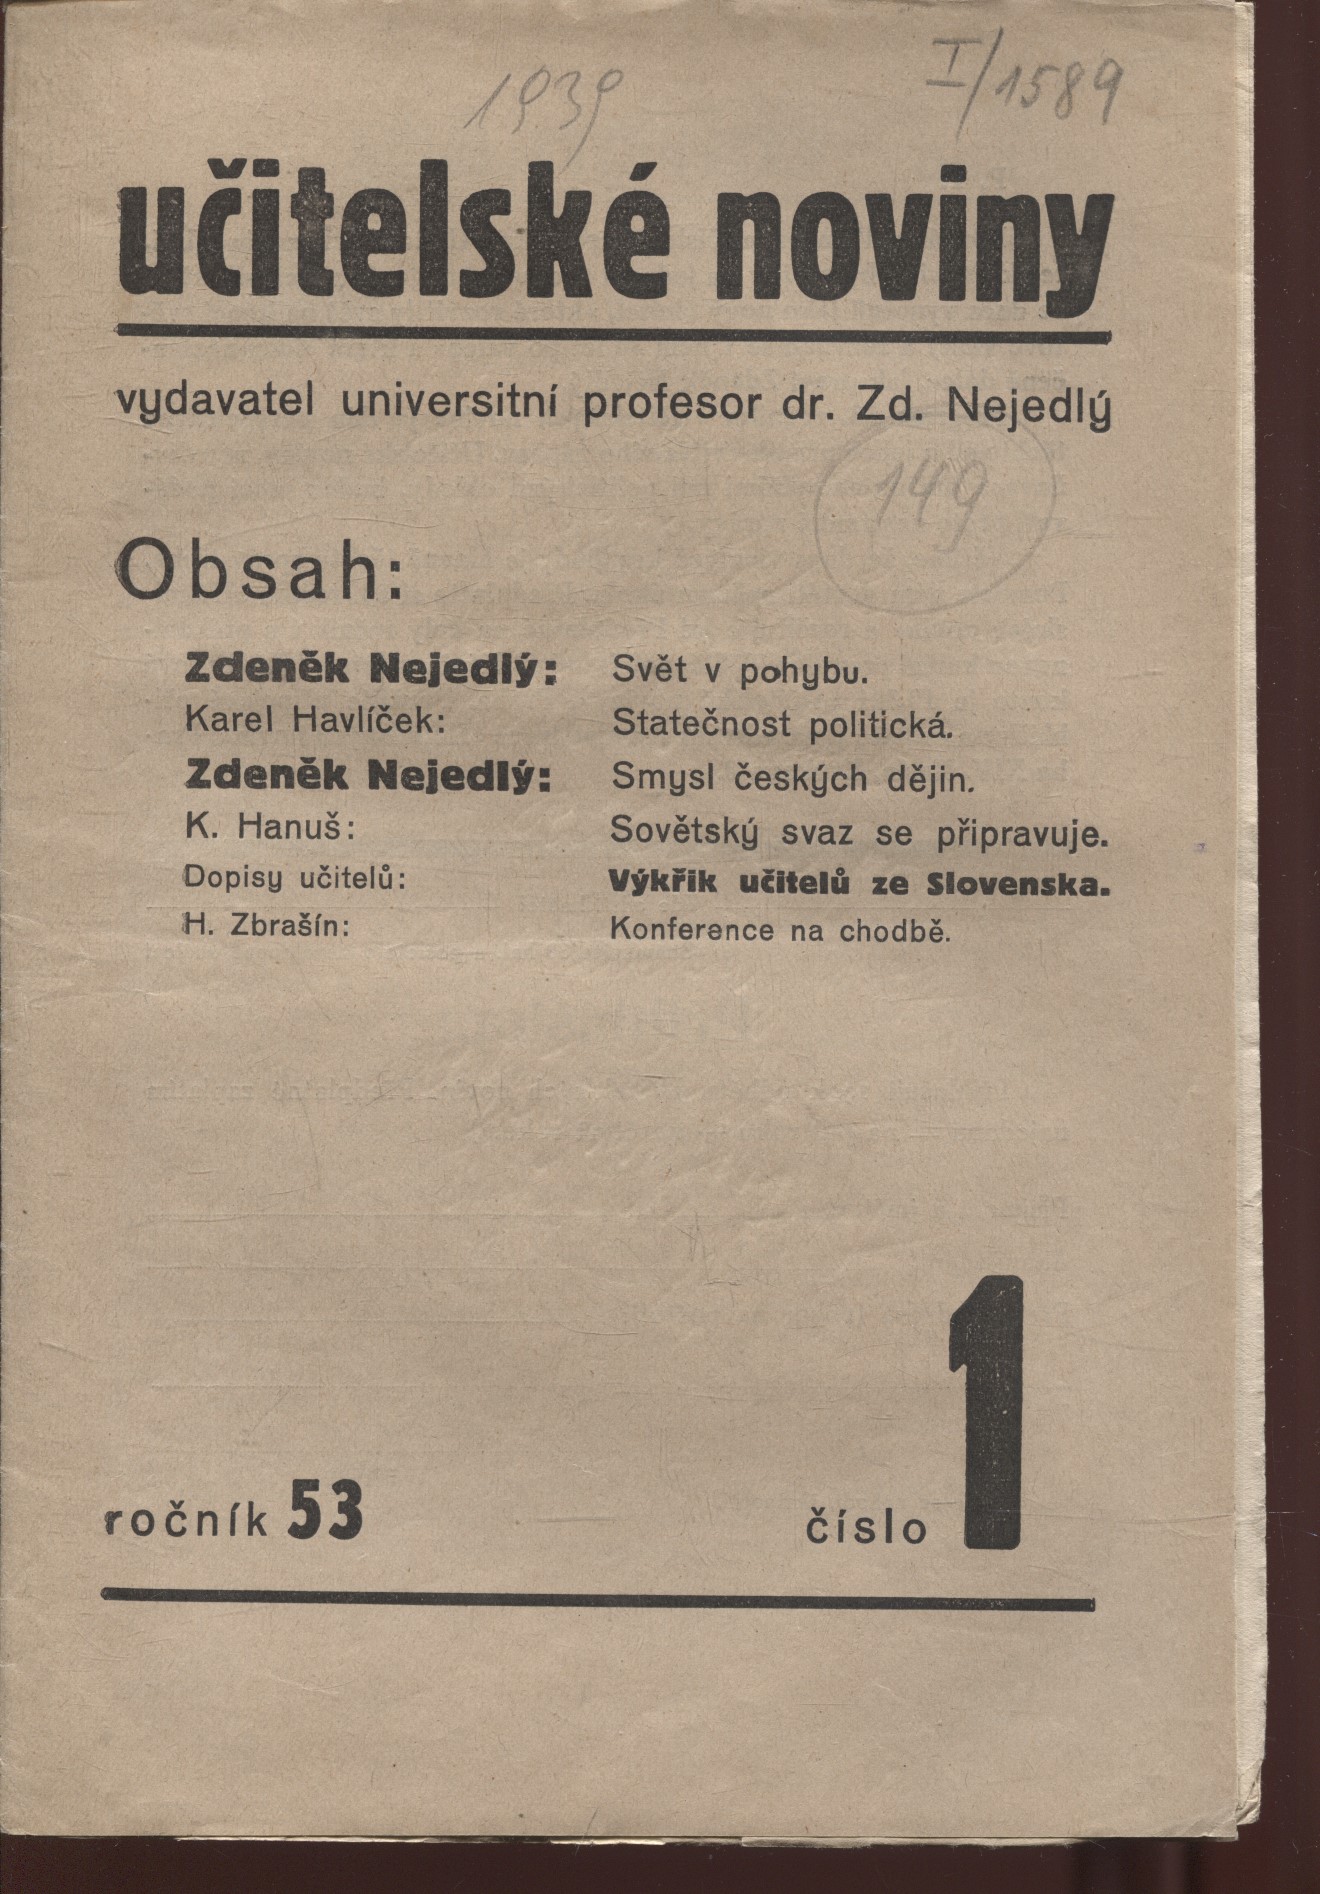 1939
I/1589
učitelské noviny
vydavatel universitní profesor dr. Zd. Nejedlý
149
Obsah:
Zdeněk Nejedlý: Svět v pohybu.
Karel Havlíček: Statečnost politická.
Zdeněk Nejedlý: Smysl českých dějin.
K. Hanuš: Sovětský svaz se připravuje.
Dopisy učitelů: Výkřik učitelů ze Slovenska.
H. Zbrašín: Konference na chodbě.
ročník 53 číslo 1